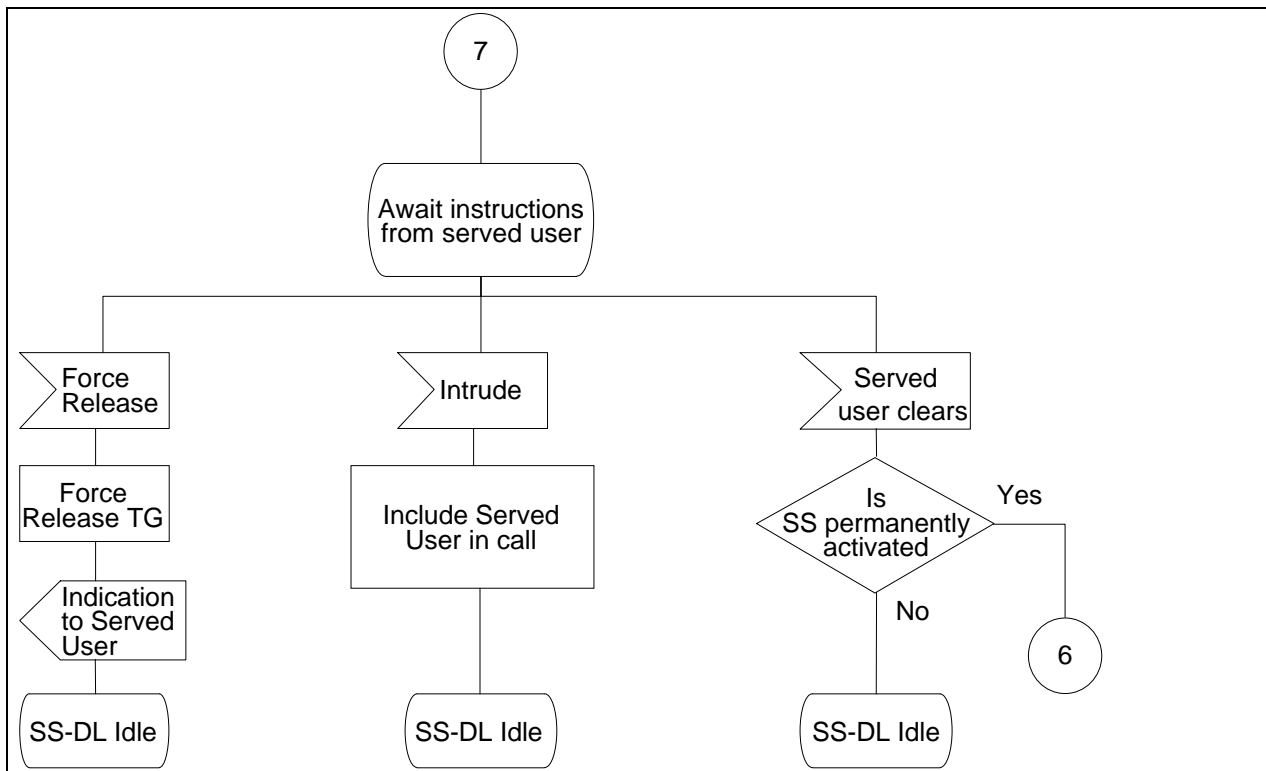 7
Await instructions
from served user
Force
Release
Intrude
Served
user clears
Force
Release TG
Include Served
User in call
Is
SS permanently
activated
Yes
No
Indication
to Served
User
6
SS-DL Idle
SS-DL Idle
SS-DL Idle